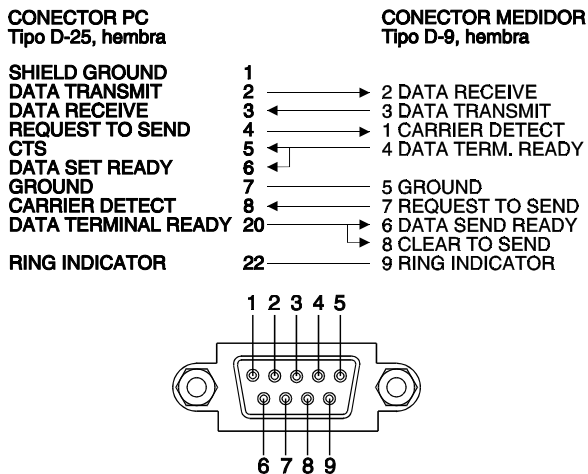 CONECTOR PC CONECTOR MEDIDOR
Tipo D-25, hembra Tipo D-9, hembra
SHIELD GROUND 1
DATA TRANSMIT 2 2 DATA RECEIVE
DATA RECEIVE 3 3 DATA TRANSMIT
REQUEST TO SEND 4 1 CARRIER DETECT
CTS 5 4 DATA TERM. READY
DATA SET READY 6
GROUND 7 5 GROUND
CARRIER DETECT 8 7 REQUEST TO SEND
DATA TERMINAL READY 20 6 DATA SEND READY
8 CLEAR TO SEND
RING INDICATOR 22 9 RING INDICATOR
1 2 3 4 5
6 7 8 9